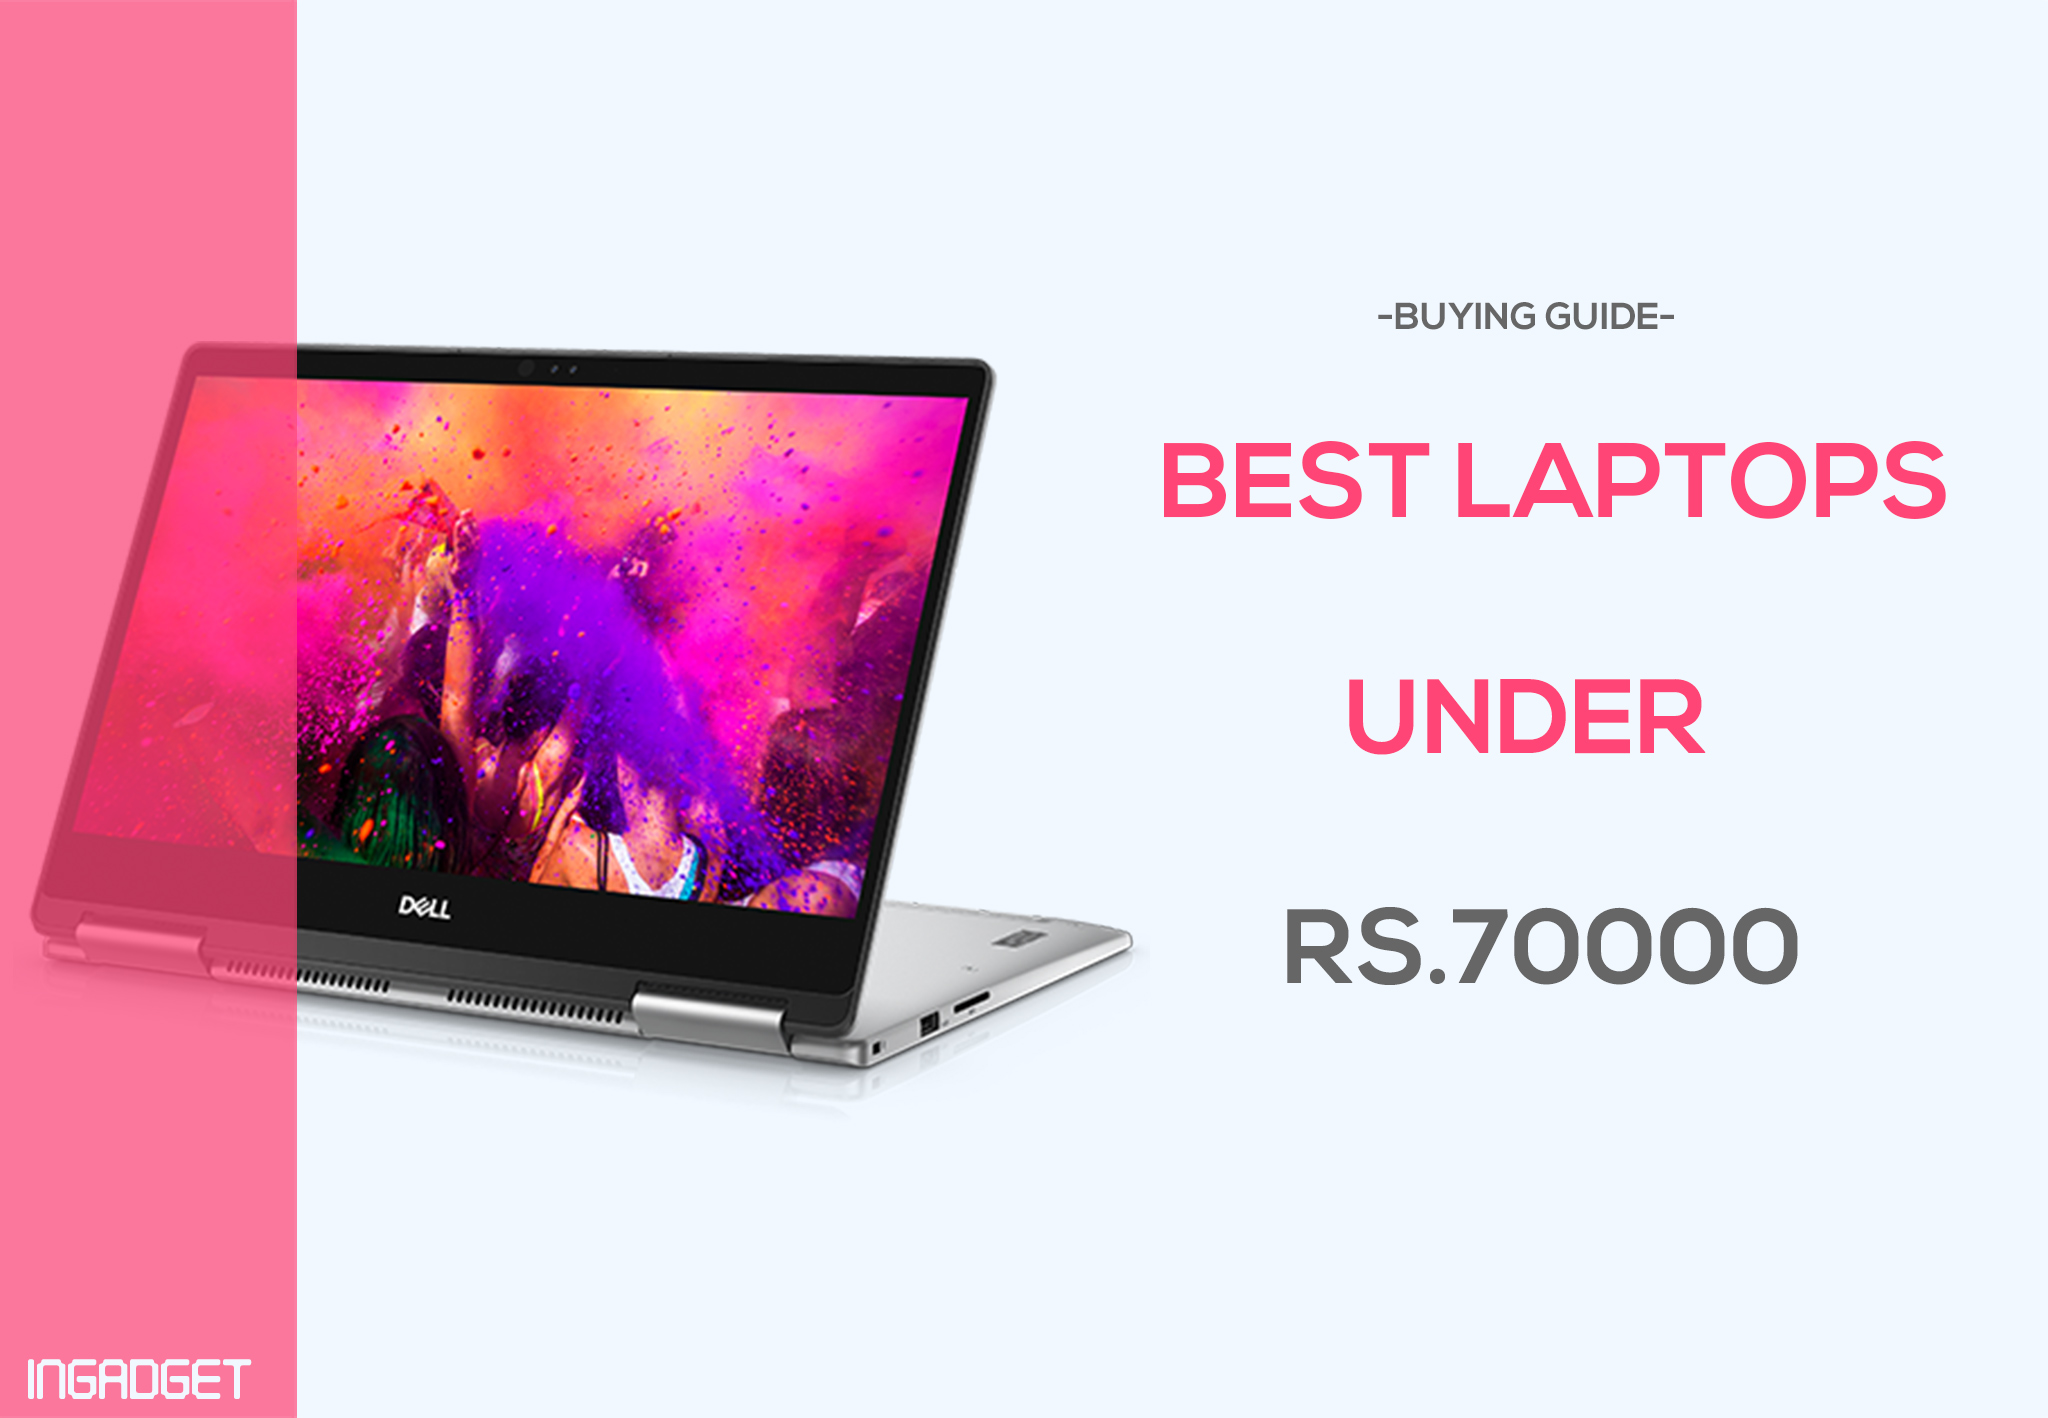 -BUYING GUIDE-
BEST LAPTOPS
UNDER
RS.70000
DELL
INGADGET